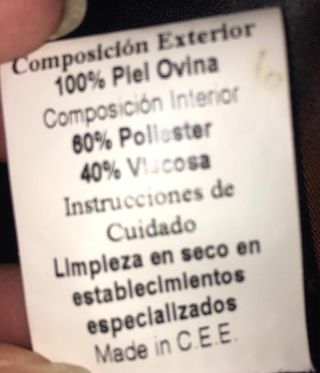 Composición Exterior
100% Piel Ovina
Composición Interior
60% Poliester
40% Viscosa
Instrucciones de
Cuidado
Limpieza en seco en
establecimientos
especializados
Made in C.E.E.